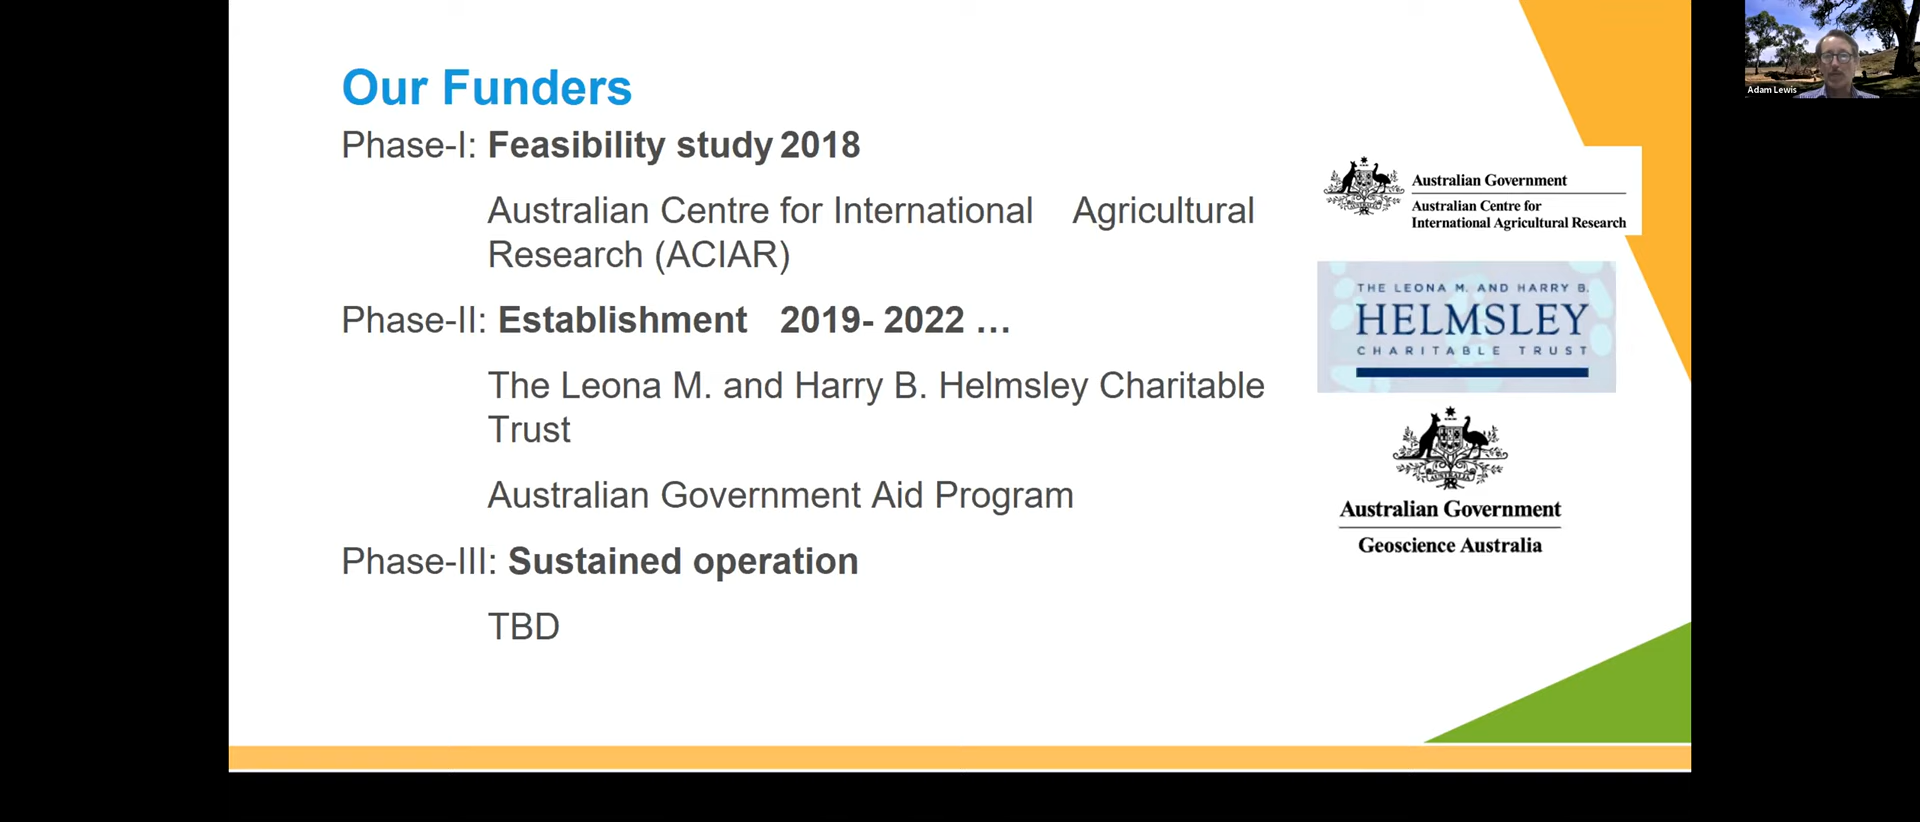 Our Funders
Phase-I: Feasibility study 2018
Australian Centre for International Agricultural
Research (ACIAR)
Phase-II: Establishment 2019- 2022 …
The Leona M. and Harry B. Helmsley Charitable
Trust
Australian Government Aid Program
Phase-III: Sustained operation
TBD
Australian Government
Australian Centre for
International Agricultural Research
THE LEONA M. AND HARRY B.
HELMSLEY
CHARITABLE TRUST
Australian Government
Geoscience Australia
Adam Lewis